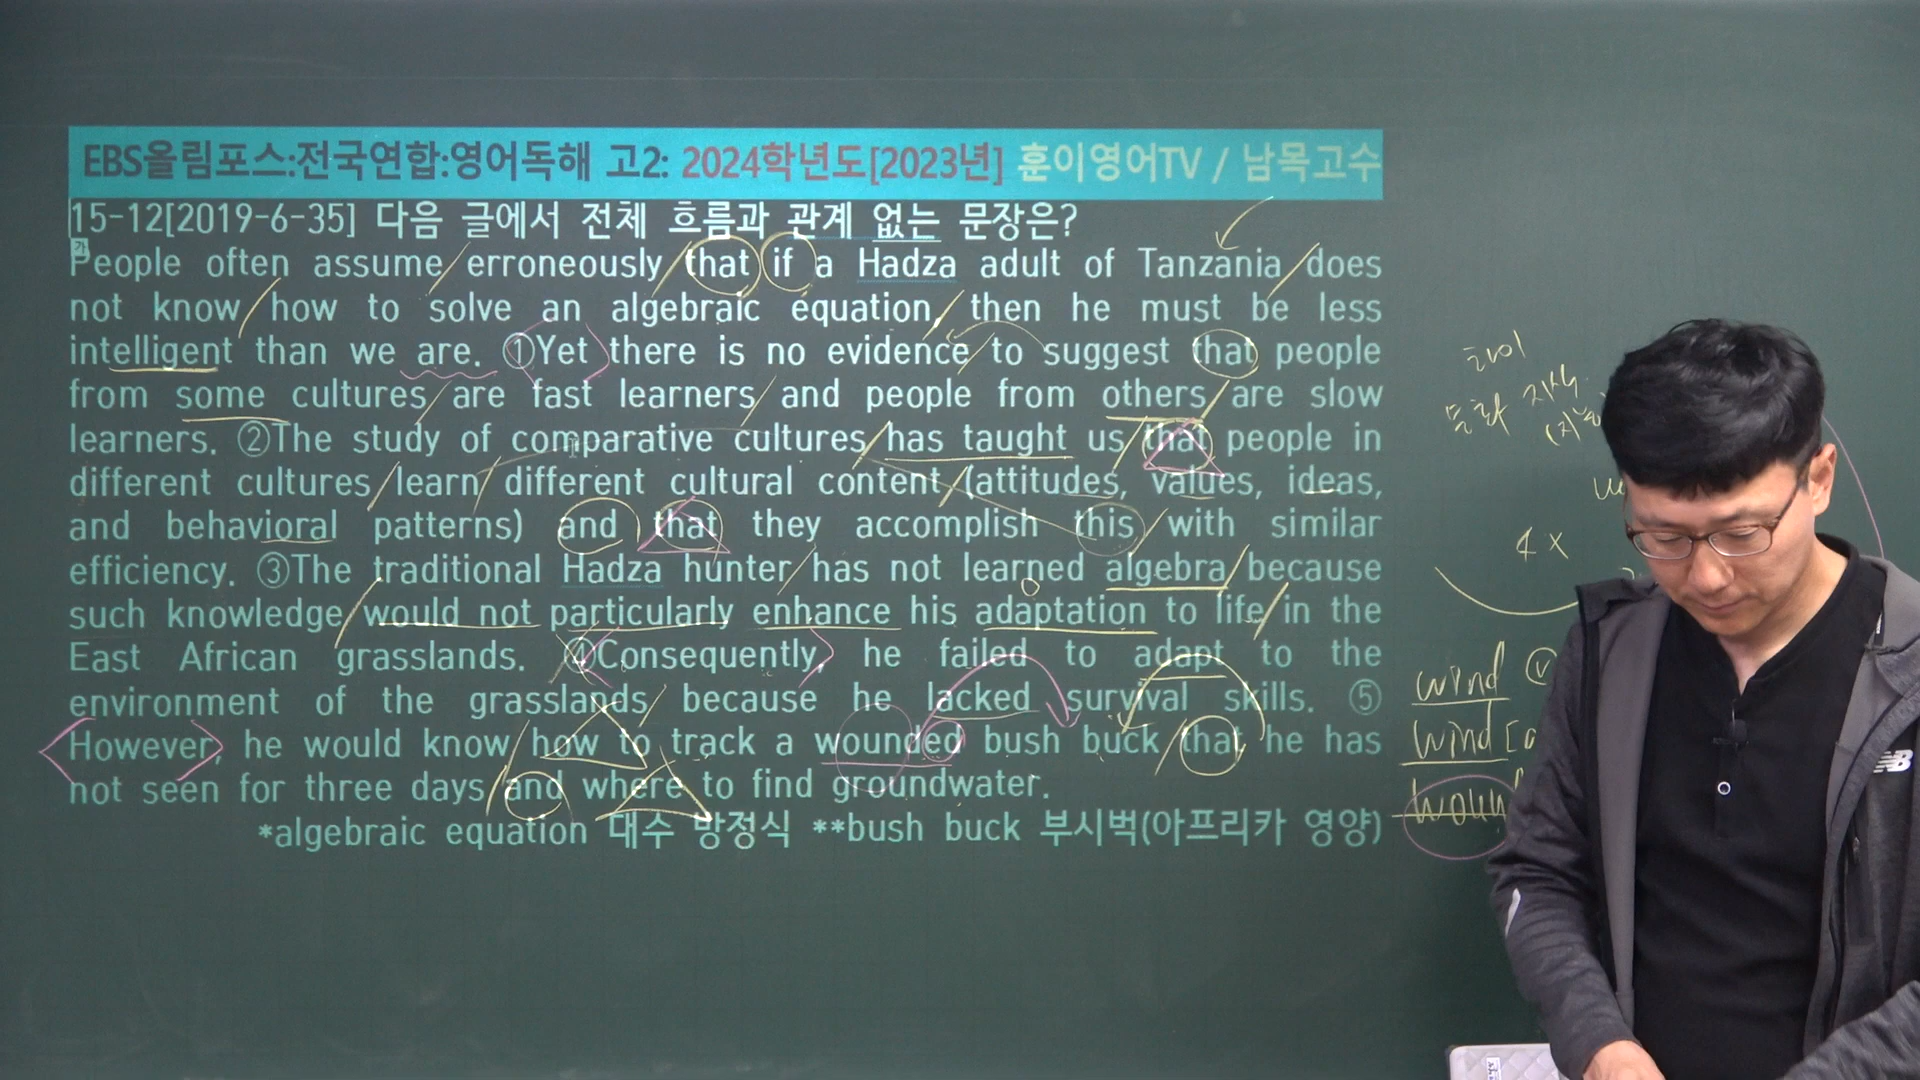 EBS올림포스:전국연합:영어독해 고2: 2024학년도[2023년] 훈이영어TV / 남목고수
15-12[2019-6-35] 다음 글에서 전체 흐름과 관계 없는 문장은?
가
People often assume erroneously that if a Hadza adult of Tanzania does
not know how to solve an algebraic equation, then he must be less
intelligent than we are. ①Yet there is no evidence to suggest that people
from some cultures are fast learners and people from others are slow
learners. ②The study of comparative cultures has taught us that people in
different cultures learn different cultural content (attitudes, values, ideas,
and behavioral patterns) and that they accomplish this with similar
efficiency. ③The traditional Hadza hunter has not learned algebra because
such knowledge would not particularly enhance his adaptation to life in the
East African grasslands. ④Consequently, he failed to adapt to the
environment of the grasslands because he lacked survival skills. ⑤
However, he would know how to track a wounded bush buck that he has
not seen for three days and where to find groundwater.
*algebraic equation 대수 방정식 **bush buck 부시벅(아프리카 영양)
4 x
wind ⓥ
wind [a
woun
NB